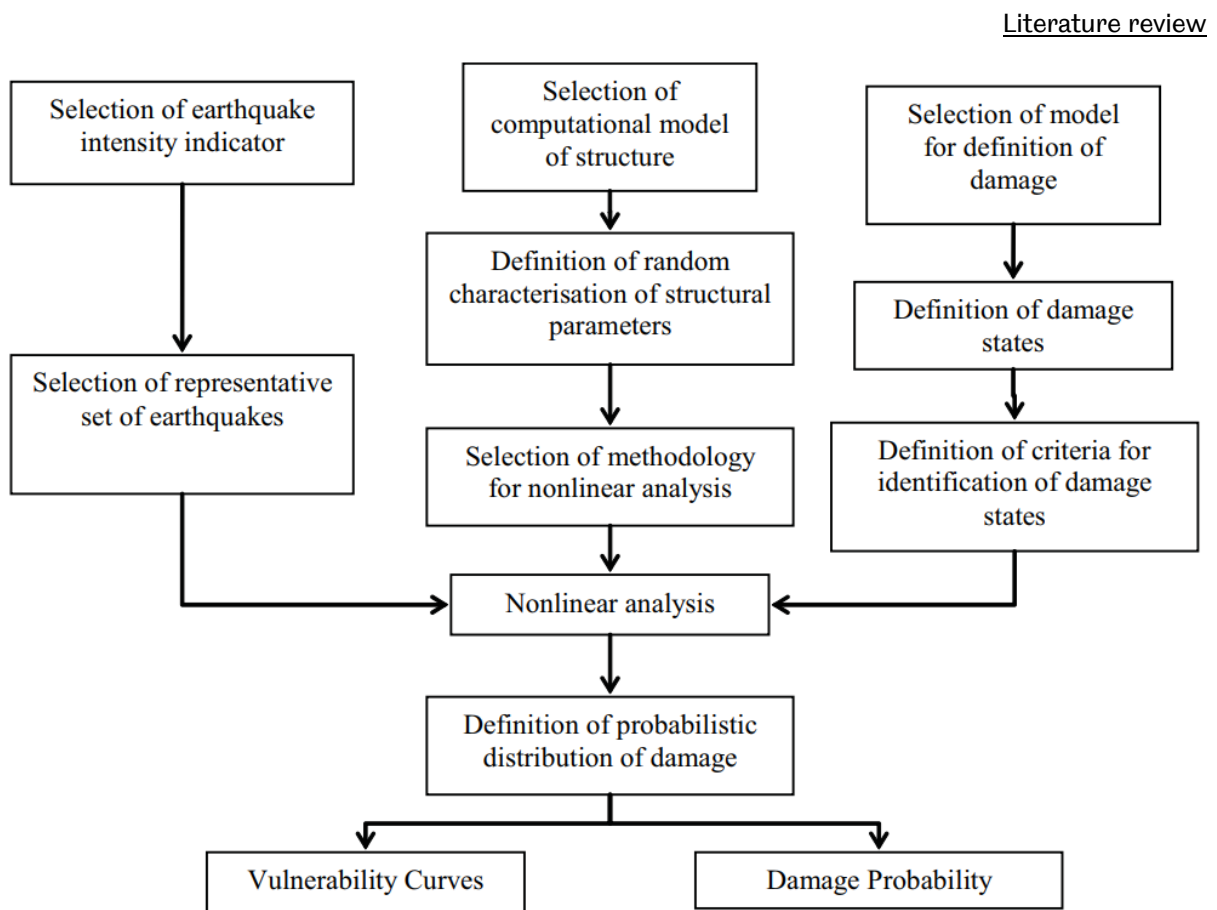 Literature review
Selection of earthquake
intensity indicator
Selection of
computational model
of structure
Selection of model
for definition of
damage
Definition of random
characterisation of structural
parameters
Definition of damage
states
Selection of representative
set of earthquakes
Selection of methodology
for nonlinear analysis
Definition of criteria for
identification of damage
states
Nonlinear analysis
Definition of probabilistic
distribution of damage
Vulnerability Curves
Damage Probability